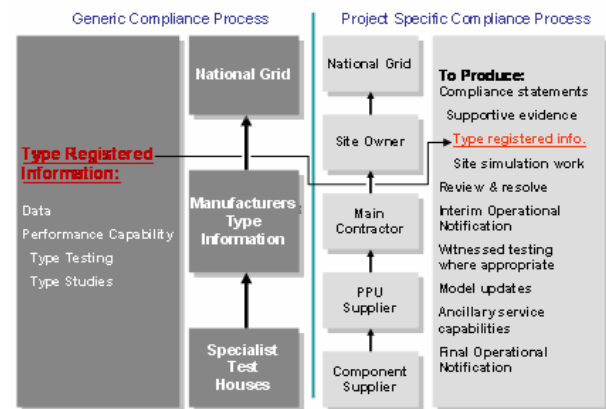 Generic Compliance Process
Type Registered
Information:
Data
Performance Capability
Type Testing
Type Studies
National Grid
Manufacturers
Type
Information
Specialist
Test
Houses
Project Specific Compliance Process
National Grid
Site Owner
Main
Contractor
PPU
Supplier
Component
Supplier
To Produce:
Compliance statements
Supportive evidence
Type registered info.
Site simulation work
Review & resolve
Interim Operational
Notification
Witnessed testing
where appropriate
Model updates
Ancillary service
capabilities
Final Operational
Notification